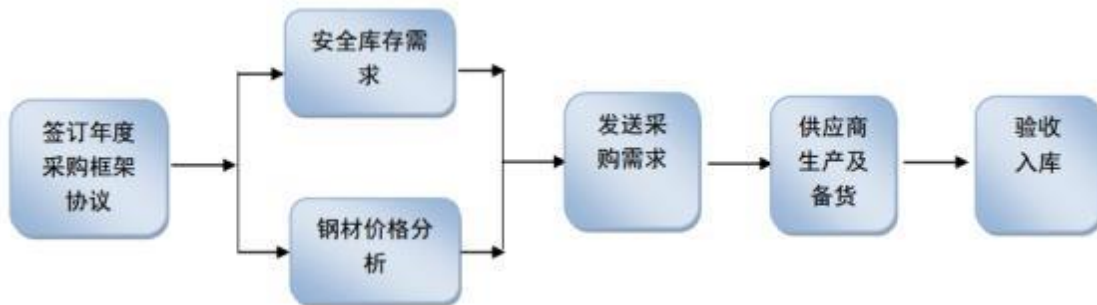 签订年度
采购框架
协议
安全库存需
求
钢材价格分
析
发送采
购需求
供应商
生产及
备货
验收
入库